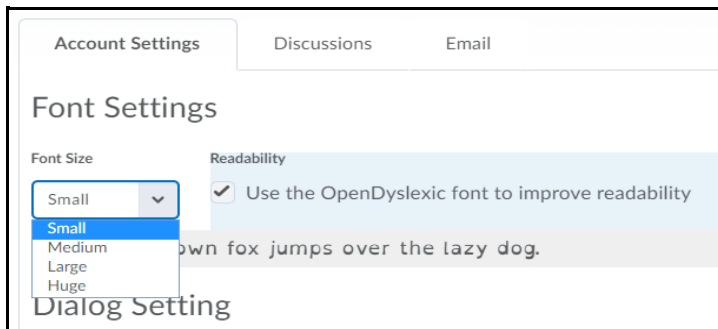 Account Settings Discussions Email
Font Settings
Font Size Readability
Small Use the OpenDyslexic font to improve readability
Small
Medium own fox jumps over the lazy dog.
Large
Huge
Dialog Setting